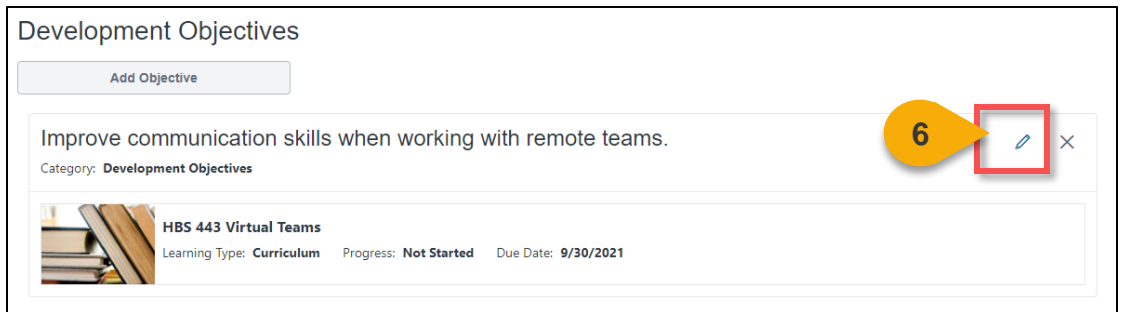 Development Objectives
Add Objective
Improve communication skills when working with remote teams.
6
Category: Development Objectives
HBS 443 Virtual Teams
Learning Type: Curriculum Progress: Not Started Due Date: 9/30/2021